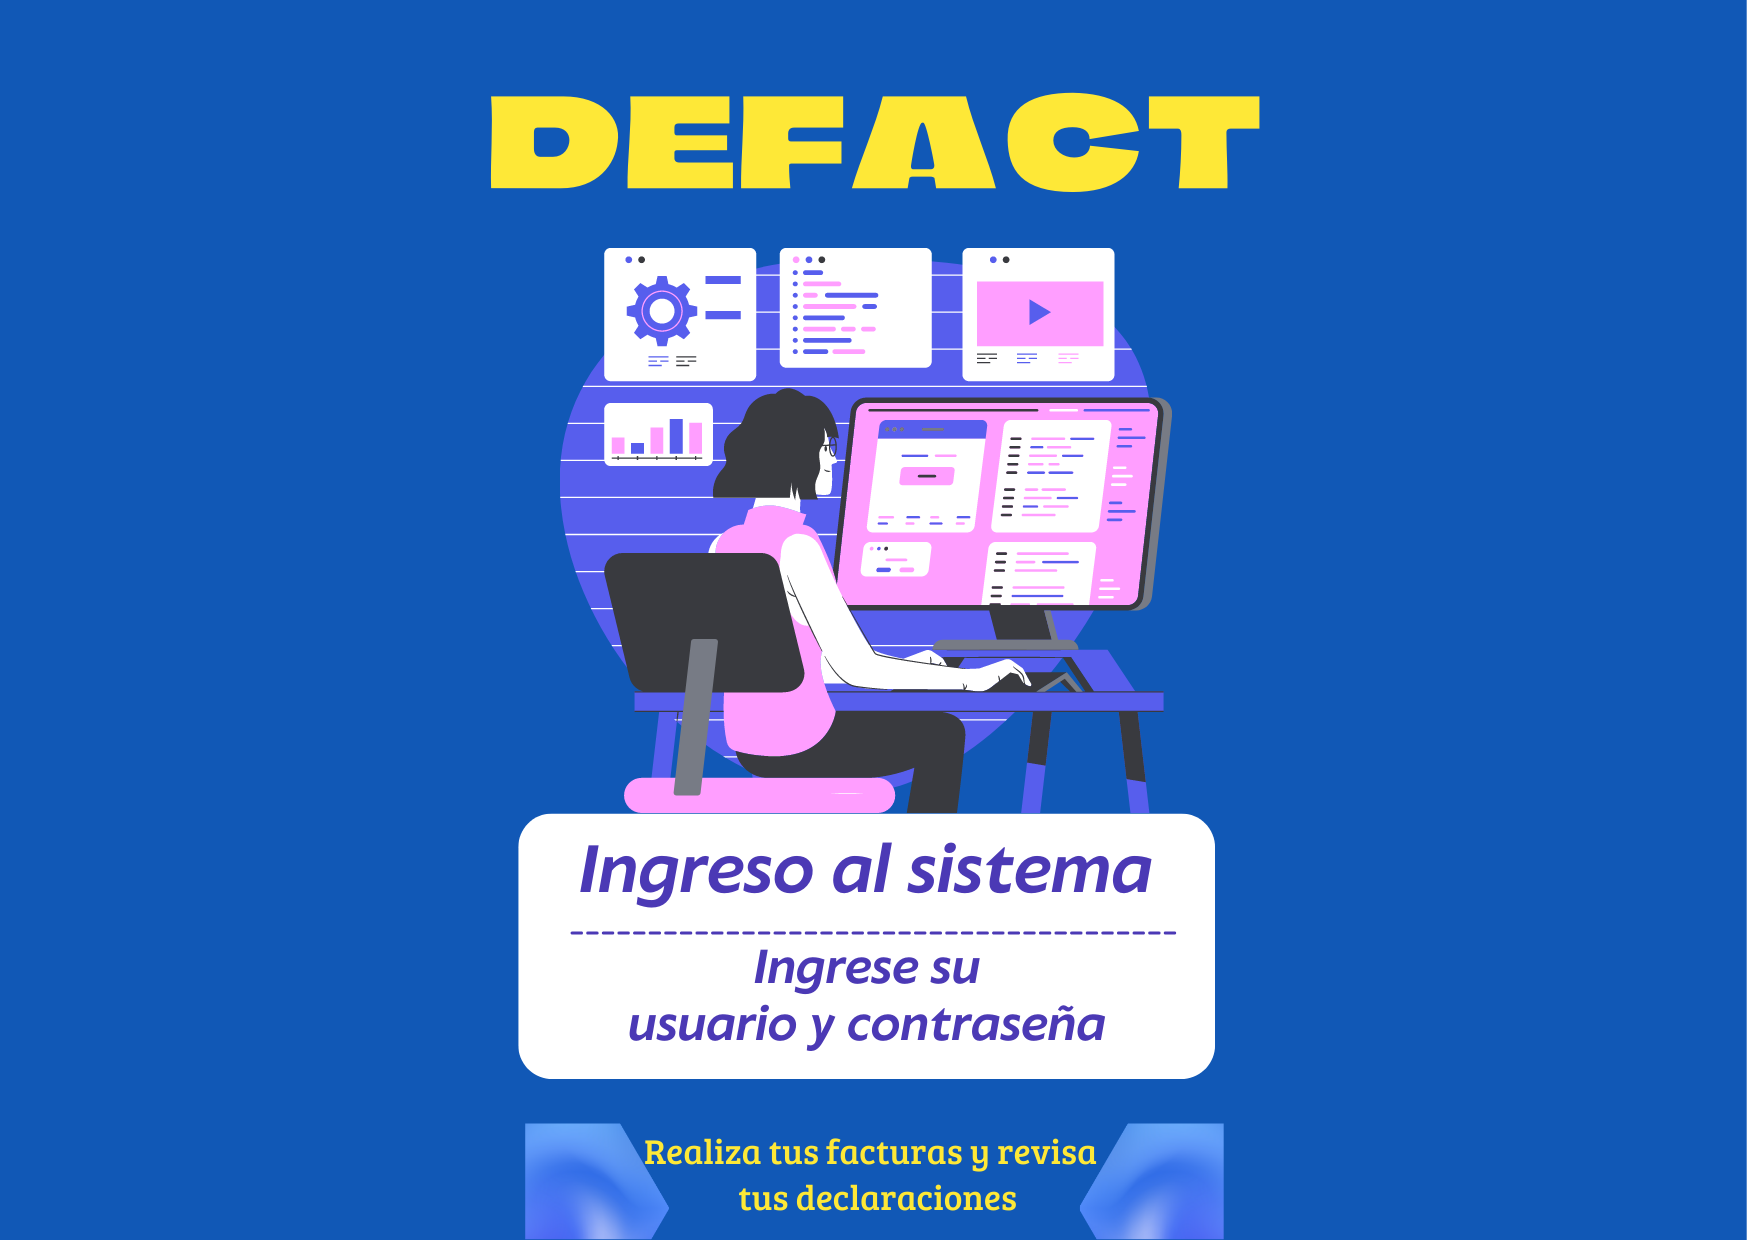 DEFACT
Ingreso al sistema
Ingrese su
usuario y contraseña
Realiza tus facturas y revisa
tus declaraciones